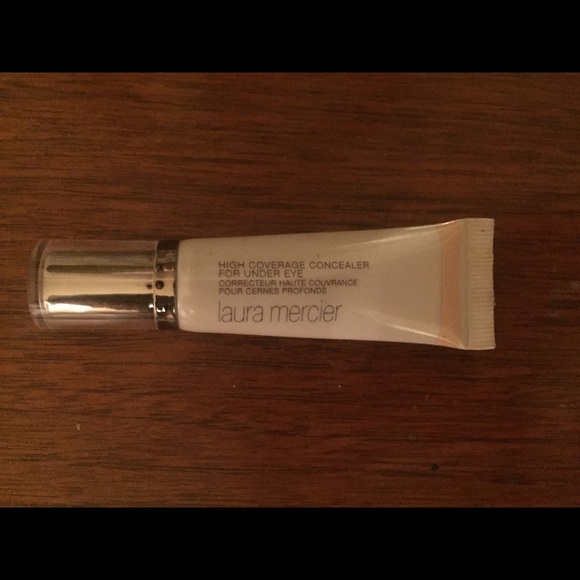 HIGH COVERAGE CONCEALER
FOR UNDER EYE
CORRECTEUR HAUTE COUVRANCE
POUR CERNES PROFONDS
laura mercier